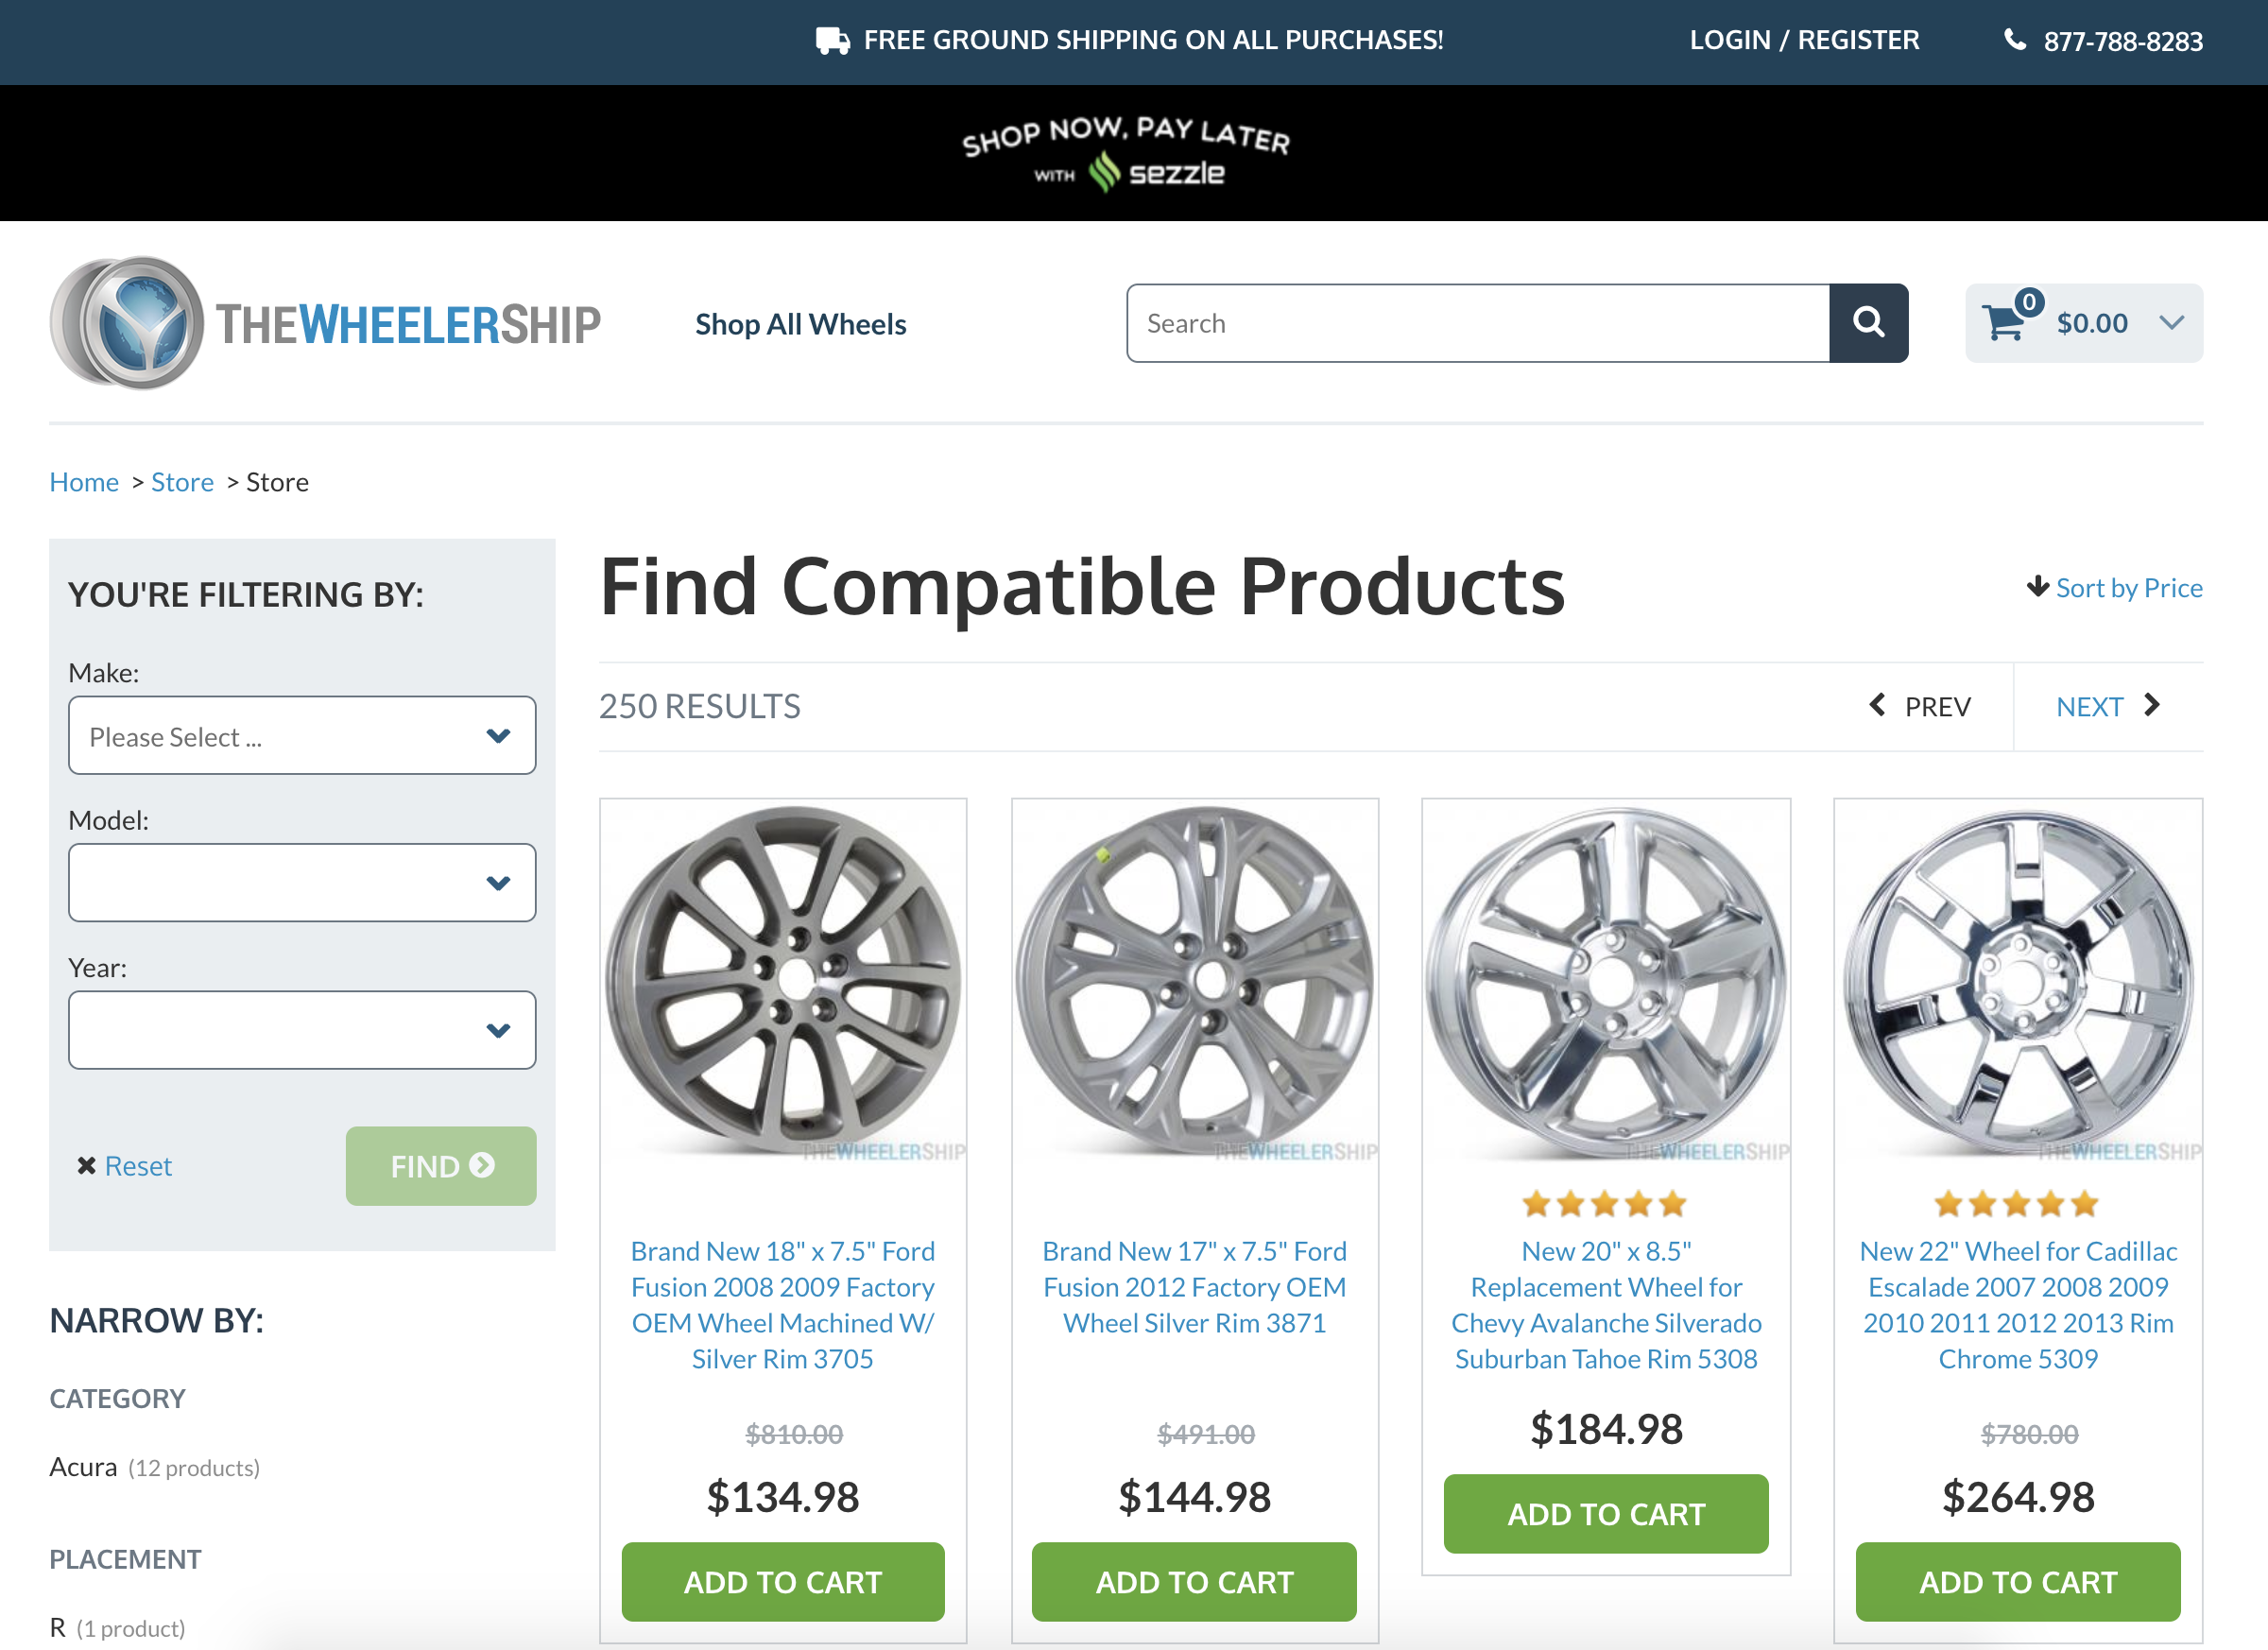 FREE GROUND SHIPPING ON ALL PURCHASES!
LOGIN / REGISTER
877-788-8283
SHOP NOW, PAY LATER
WITH sezzle
THEWHEELERSHIP
Shop All Wheels
Search
0
$0.00
Home > Store > Store
YOU'RE FILTERING BY:
Make:
Please Select ...
Model:
Year:
Reset
FIND
NARROW BY:
CATEGORY
Acura (12 products)
PLACEMENT
R (1 product)
Find Compatible Products
Sort by Price
250 RESULTS
PREV
NEXT
THEWHEELERSHIP
Brand New 18" x 7.5" Ford
Fusion 2008 2009 Factory
OEM Wheel Machined W/
Silver Rim 3705
$810.00
$134.98
ADD TO CART
THEWHEELERSHIP
Brand New 17" x 7.5" Ford
Fusion 2012 Factory OEM
Wheel Silver Rim 3871
$491.00
$144.98
ADD TO CART
THEWHEELERSHIP
New 20" x 8.5"
Replacement Wheel for
Chevy Avalanche Silverado
Suburban Tahoe Rim 5308
$184.98
ADD TO CART
THEWHEELERSHIP
New 22" Wheel for Cadillac
Escalade 2007 2008 2009
2010 2011 2012 2013 Rim
Chrome 5309
$780.00
$264.98
ADD TO CART